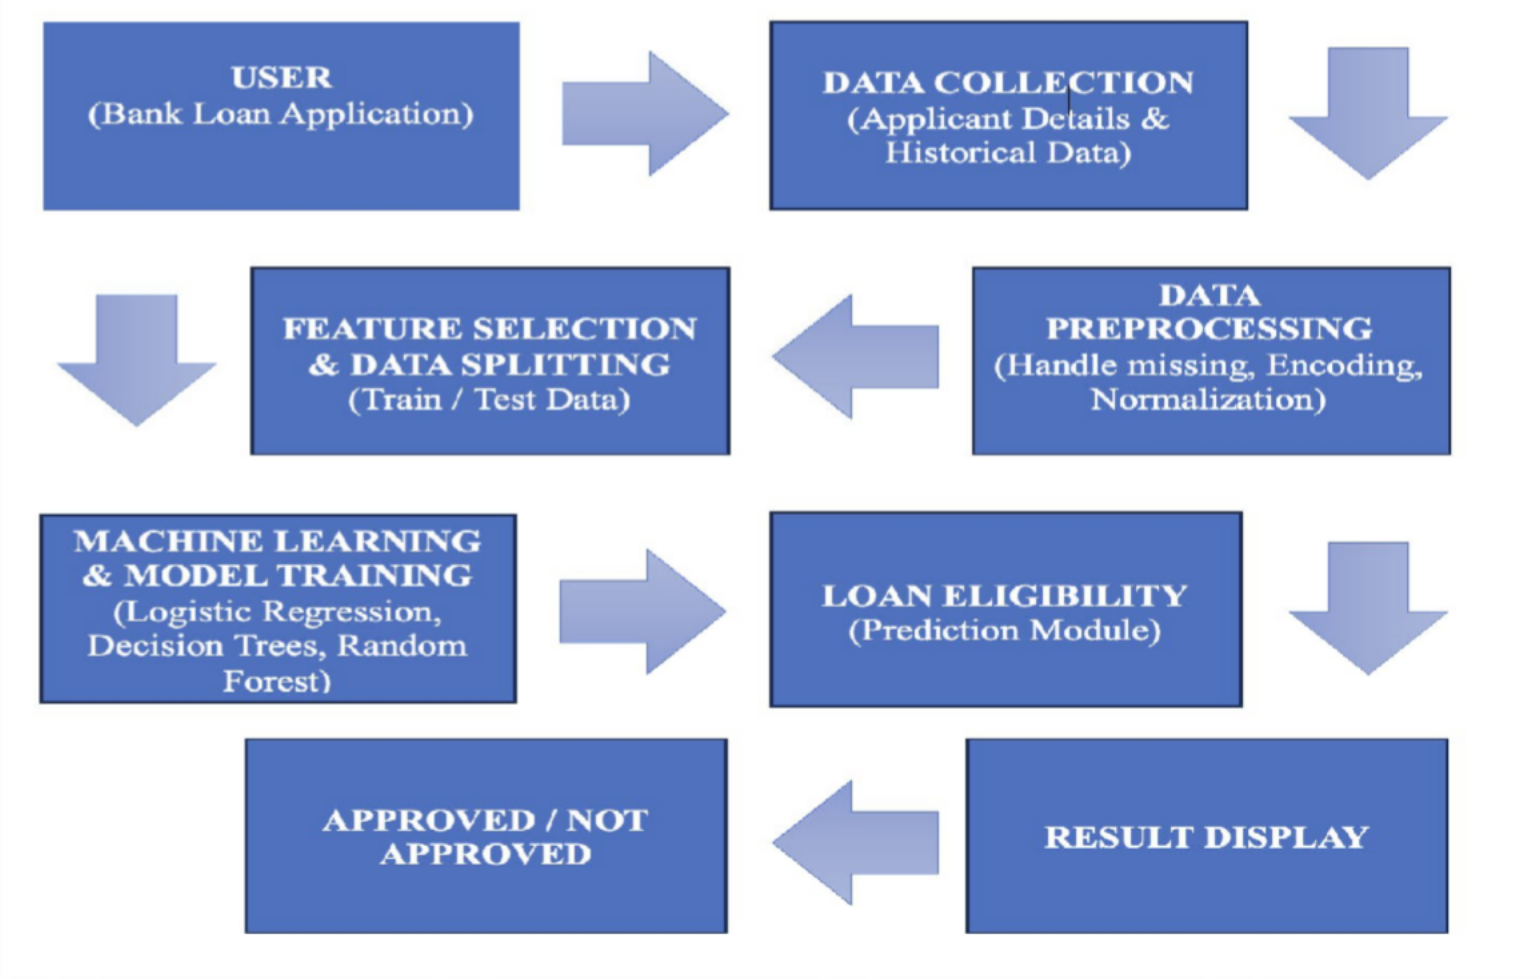 USER
(Bank Loan Application)
DATA COLLECTION
(Applicant Details &
Historical Data)
DATA
PREPROCESSING
(Handle missing, Encoding,
Normalization)
FEATURE SELECTION
& DATA SPLITTING
(Train / Test Data)
MACHINE LEARNING
& MODEL TRAINING
(Logistic Regression,
Decision Trees, Random
Forest)
LOAN ELIGIBILITY
(Prediction Module)
RESULT DISPLAY
APPROVED / NOT
APPROVED